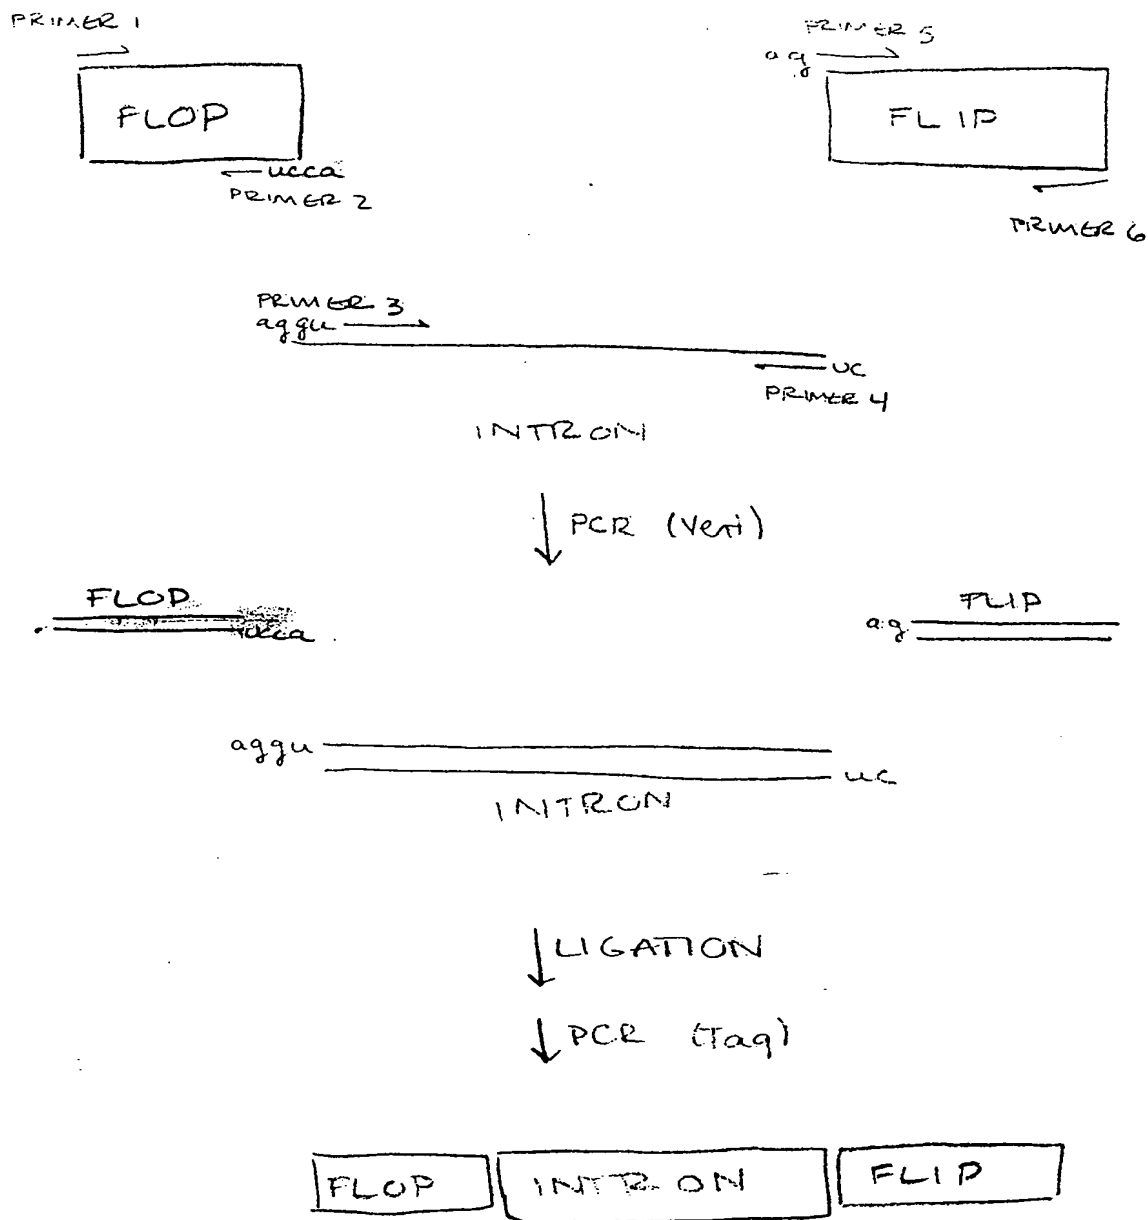 PRIMER 1
PRIMER 5
ag
FLOP
FLIP
ucca
PRIMER 2
PRIMER 6
PRIMER 3
aggu
uc
PRIMER 4
INTRON
PCR (Vent)
FLOP
FLIP
ucca
ag
aggu
uc
INTRON
LIGATION
PCR (Taq)
FLOP INTRON FLIP